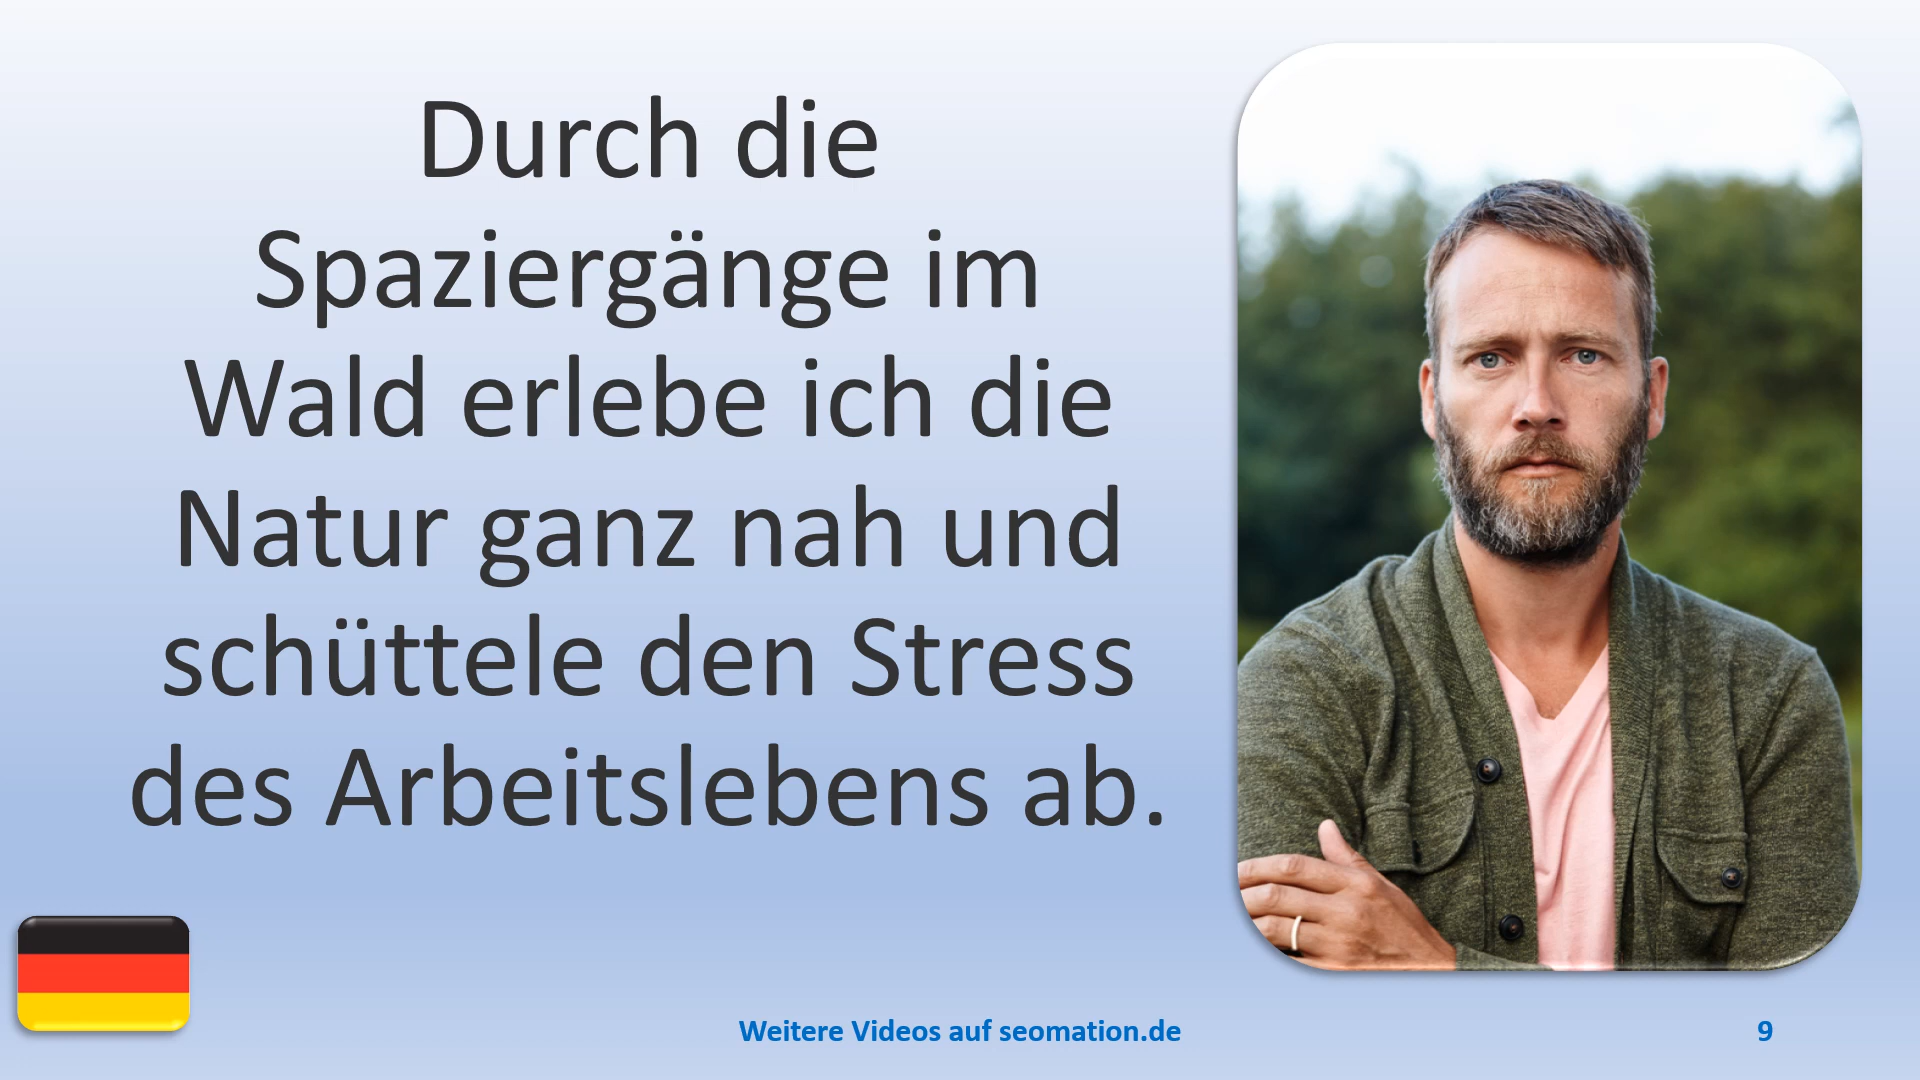 Durch die
Spaziergänge im
Wald erlebe ich die
Natur ganz nah und
schüttele den Stress
des Arbeitslebens ab.
Weitere Videos auf seomation.de
9